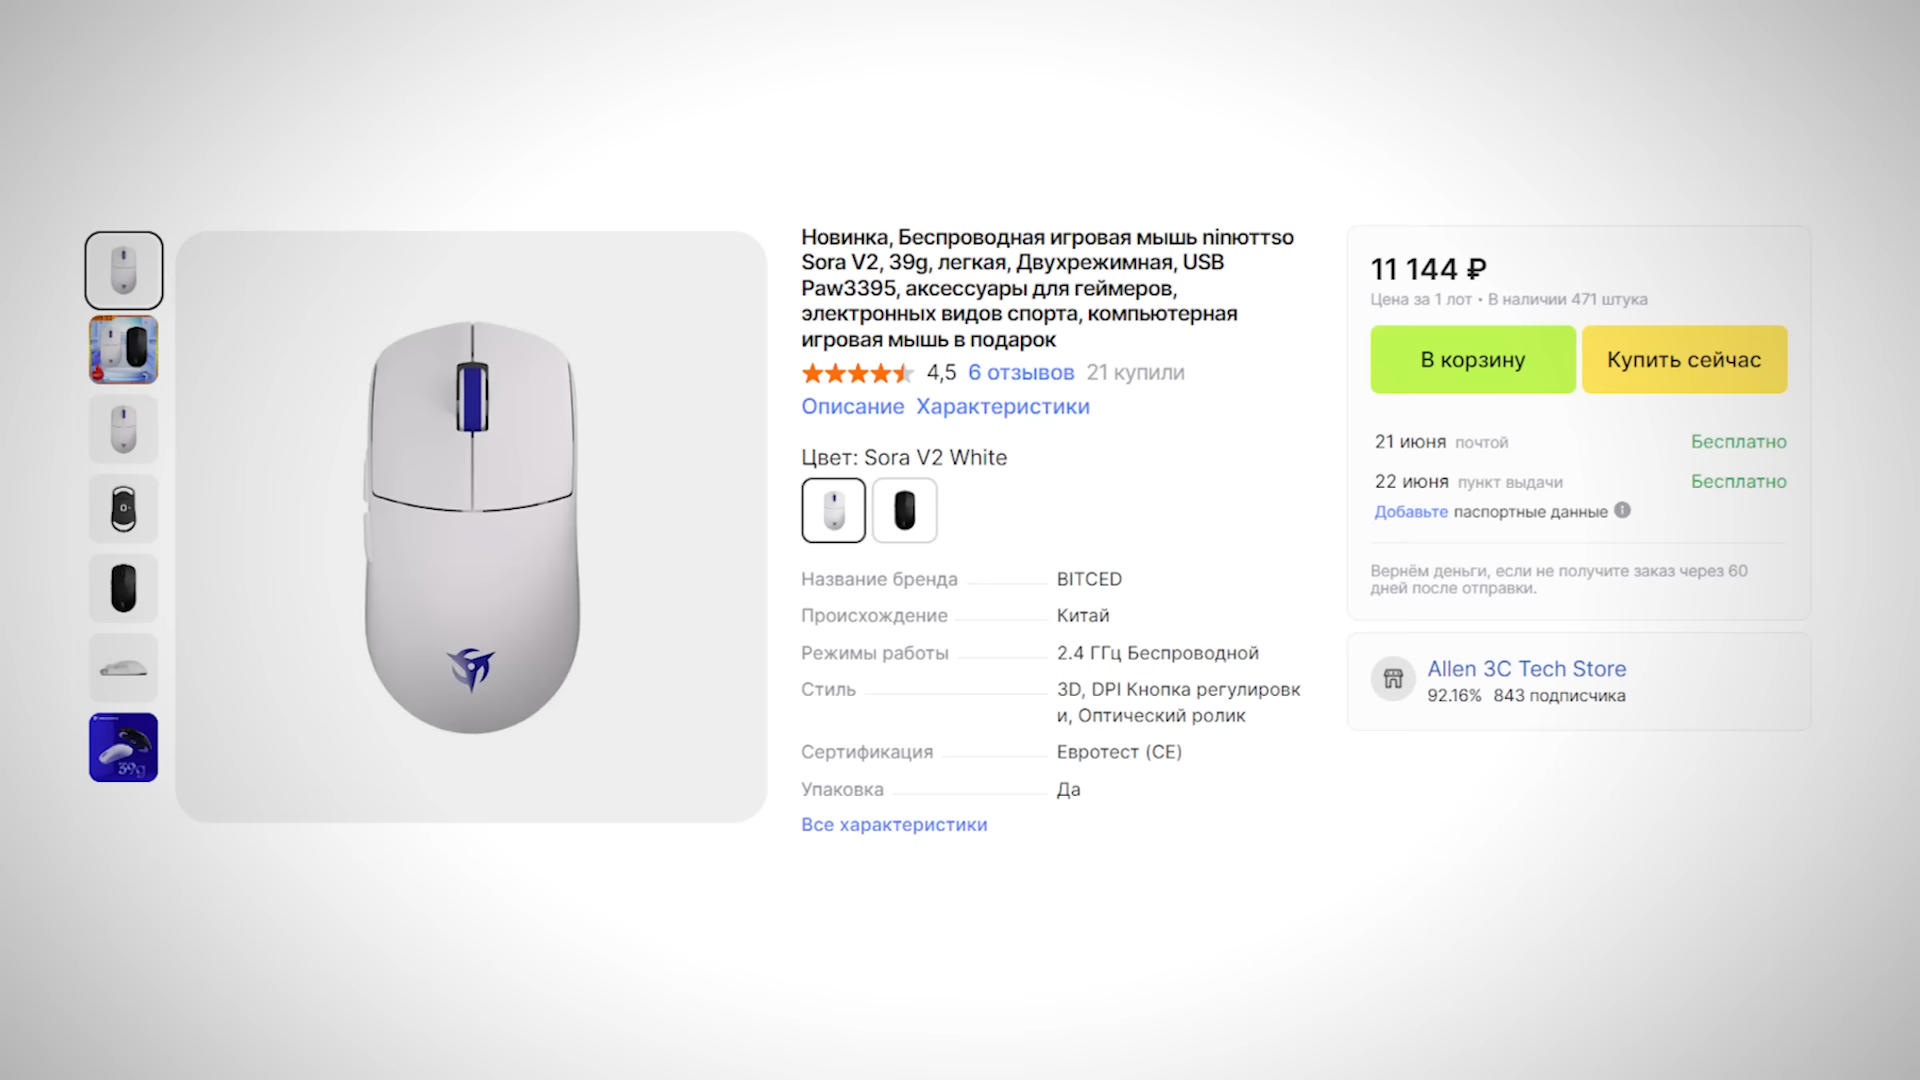 Новинка, Беспроводная игровая мышь ninюттso
Sora V2, 39g, легкая, Двухрежимная, USB
Paw3395, аксессуары для геймеров,
электронных видов спорта, компьютерная
игровая мышь в подарок
4,5 6 отзывов 21 купили
Описание Характеристики
Цвет: Sora V2 White
Название бренда BITCED
Происхождение Китай
Режимы работы 2.4 ГГц Беспроводной
Стиль 3D, DPI Кнопка регулировк
и, Оптический ролик
Сертификация Евротест (CE)
Упаковка Да
Все характеристики
39g
11 144 ₽
Цена за 1 лот • В наличии 471 штука
В корзину Купить сейчас
21 июня почтой Бесплатно
22 июня пункт выдачи Бесплатно
Добавьте паспортные данные
Вернём деньги, если не получите заказ через 60
дней после отправки.
Allen 3C Tech Store
92.16% 843 подписчика